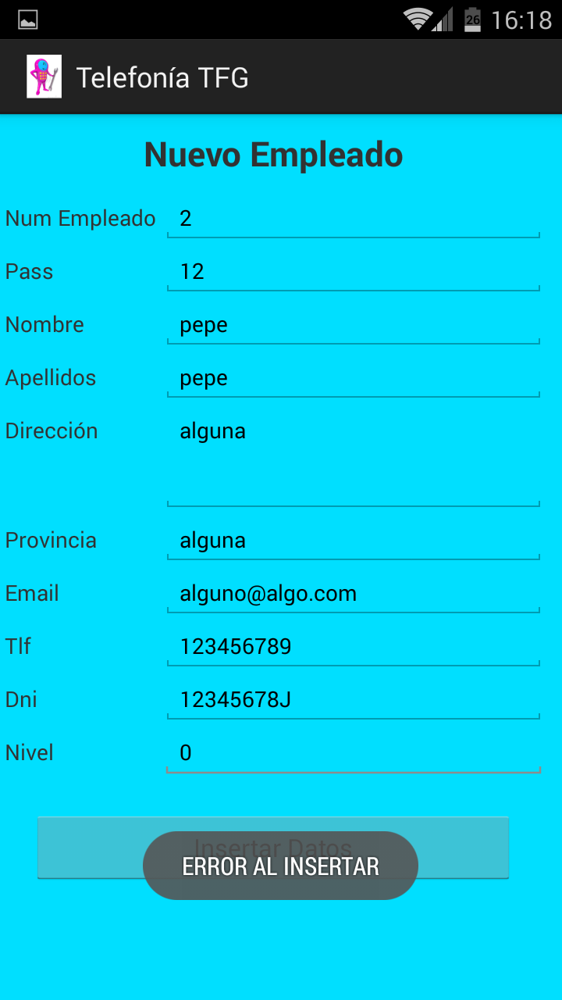 26 16:18
Telefonía TFG
Nuevo Empleado
Num Empleado 2
Pass 12
Nombre pepe
Apellidos pepe
Dirección alguna
Provincia alguna
Email alguno@algo.com
Tlf 123456789
Dni 12345678J
Nivel 0
Insertar Datos
ERROR AL INSERTAR